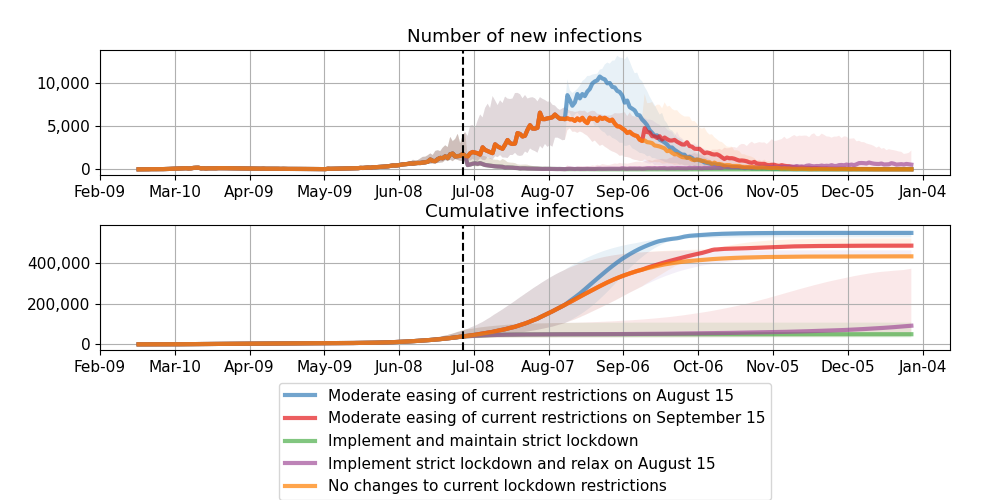 Number of new infections
10,000
5,000
0
Feb-09 Mar-10 Apr-09 May-09 Jun-08 Jul-08 Aug-07 Sep-06 Oct-06 Nov-05 Dec-05 Jan-04
Cumulative infections
400,000
200,000
0
Feb-09 Mar-10 Apr-09 May-09 Jun-08 Jul-08 Aug-07 Sep-06 Oct-06 Nov-05 Dec-05 Jan-04
Moderate easing of current restrictions on August 15
Moderate easing of current restrictions on September 15
Implement and maintain strict lockdown
Implement strict lockdown and relax on August 15
No changes to current lockdown restrictions